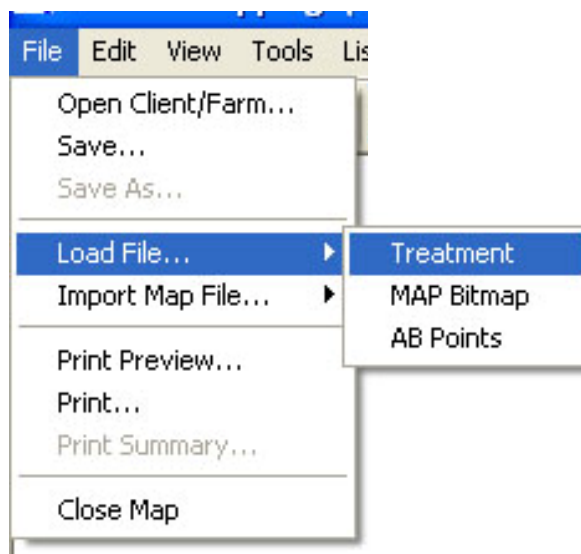 File Edit View Tools Lis
Open Client/Farm...
Save...
Save As...
Load File...
Treatment
Import Map File...
MAP Bitmap
AB Points
Print Preview...
Print...
Print Summary...
Close Map